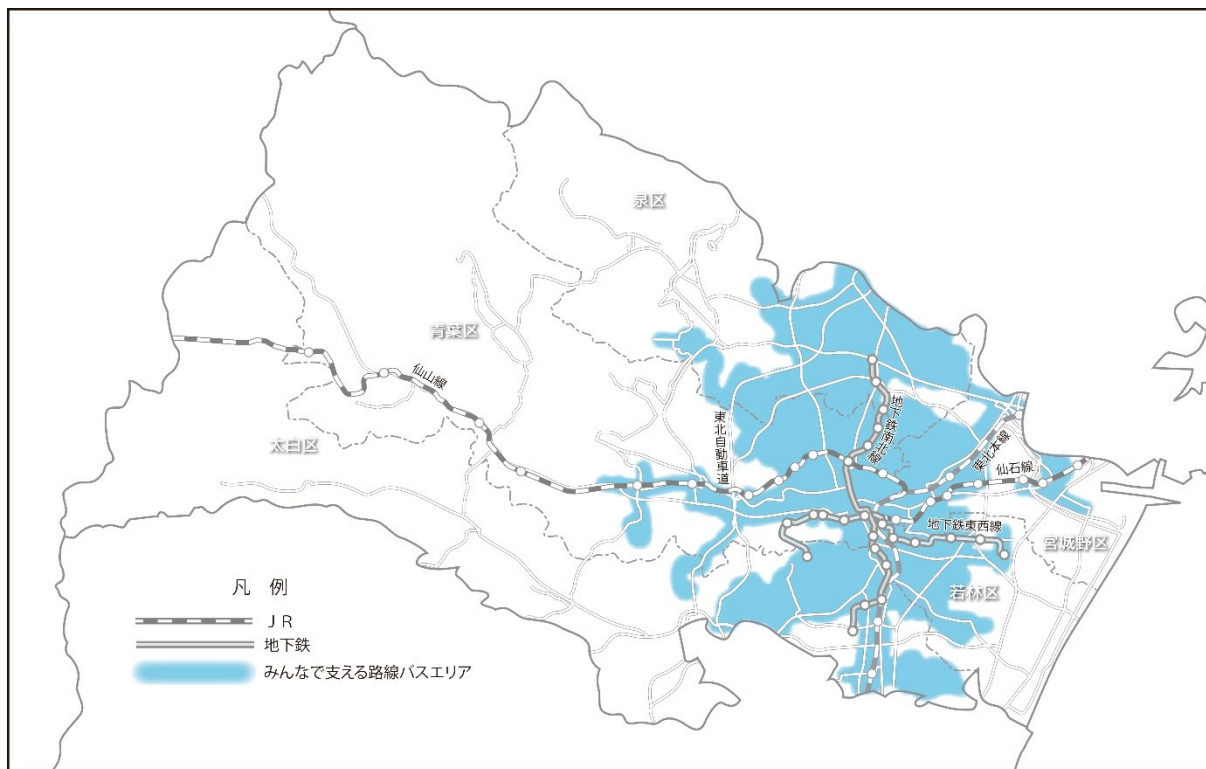 泉区
青葉区
仙山線
太白区
東北自動車道
地下鉄南北線
東北本線
仙石線
地下鉄東西線
宮城野区
若林区
凡 例
ＪＲ
地下鉄
みんなで支える路線バスエリア